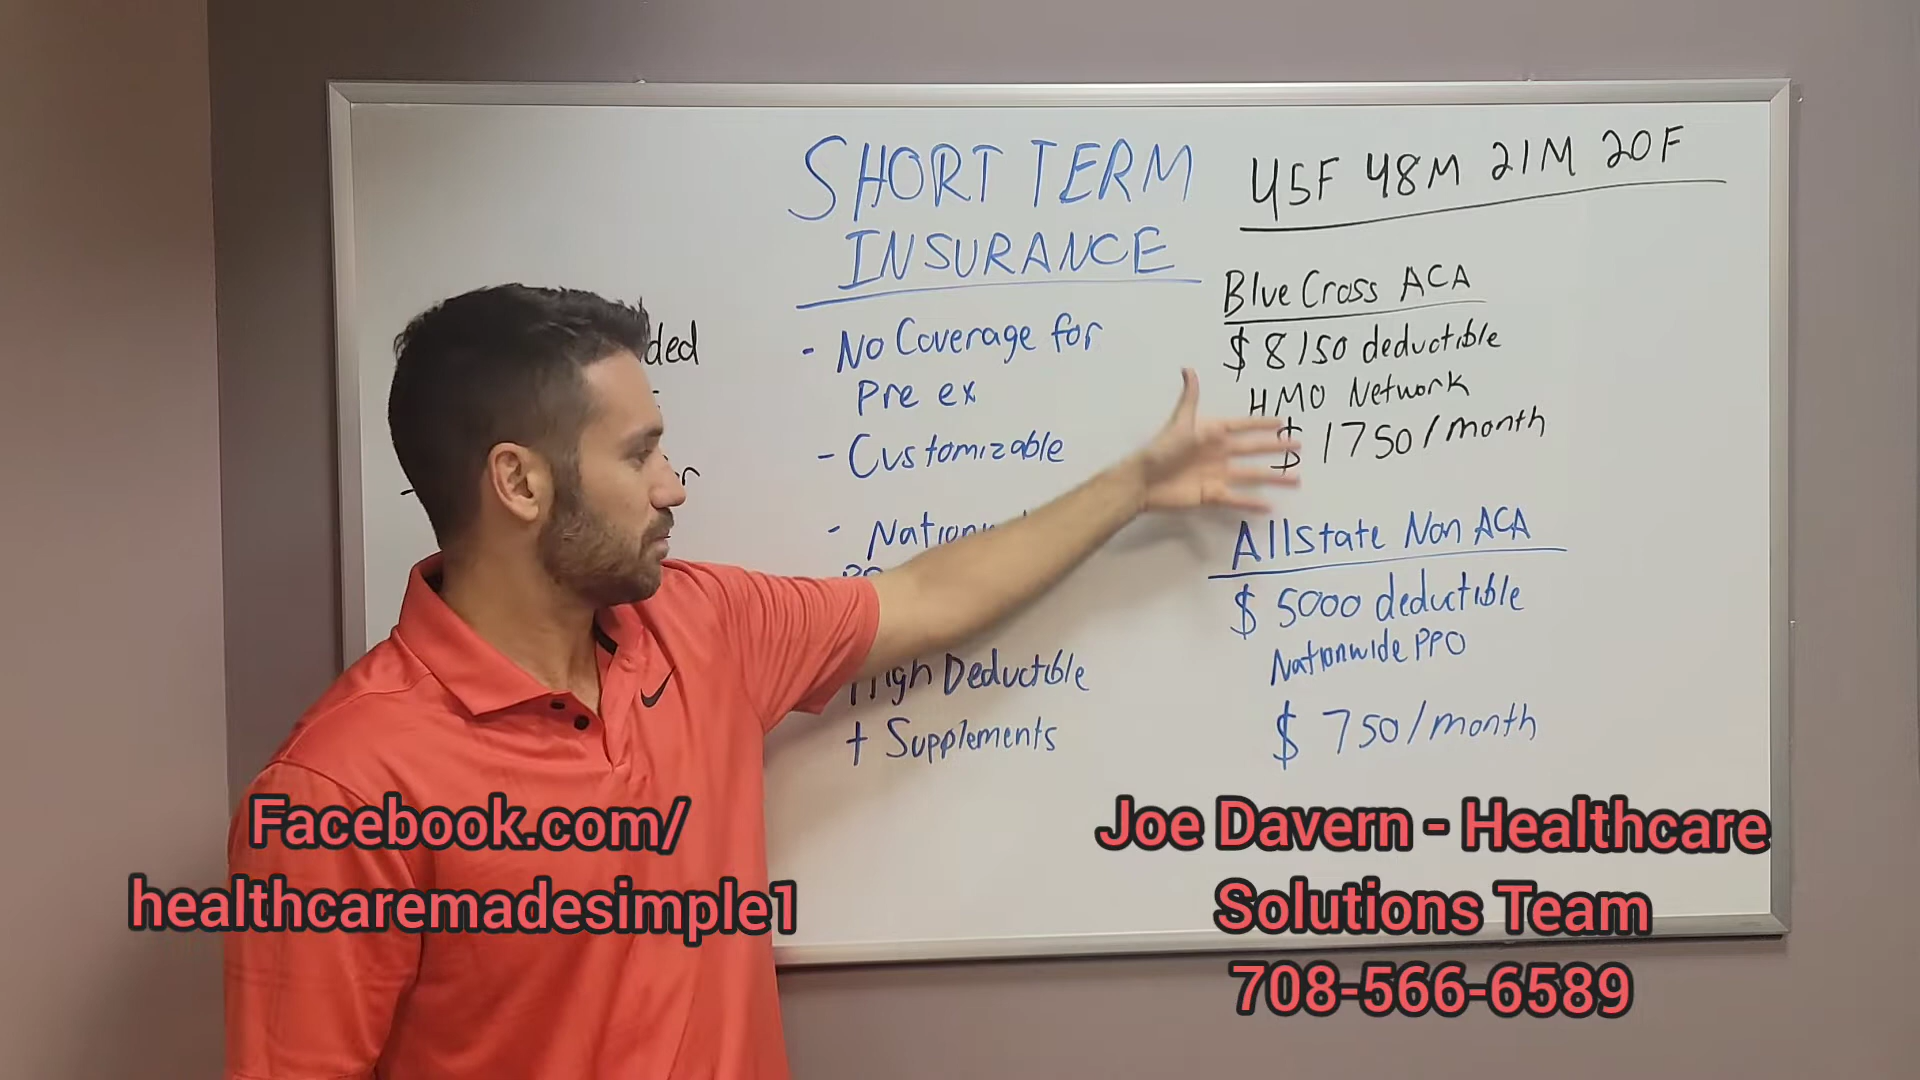 SHORT TERM
INSURANCE
- No Coverage for
Pre ex
- Customizable
-
High Deductible
+ Supplements
45F 48M 21M 20F
Blue Cross ACA
$ 8150 deductible
HMO Network
$ 1750/month
Allstate Non ACA
$ 5000 deductible
Nationwide PPO
$ 750/month
Facebook.com/
healthcaremadesimple1
Joe Davern - Healthcare
Solutions Team
708-566-6589